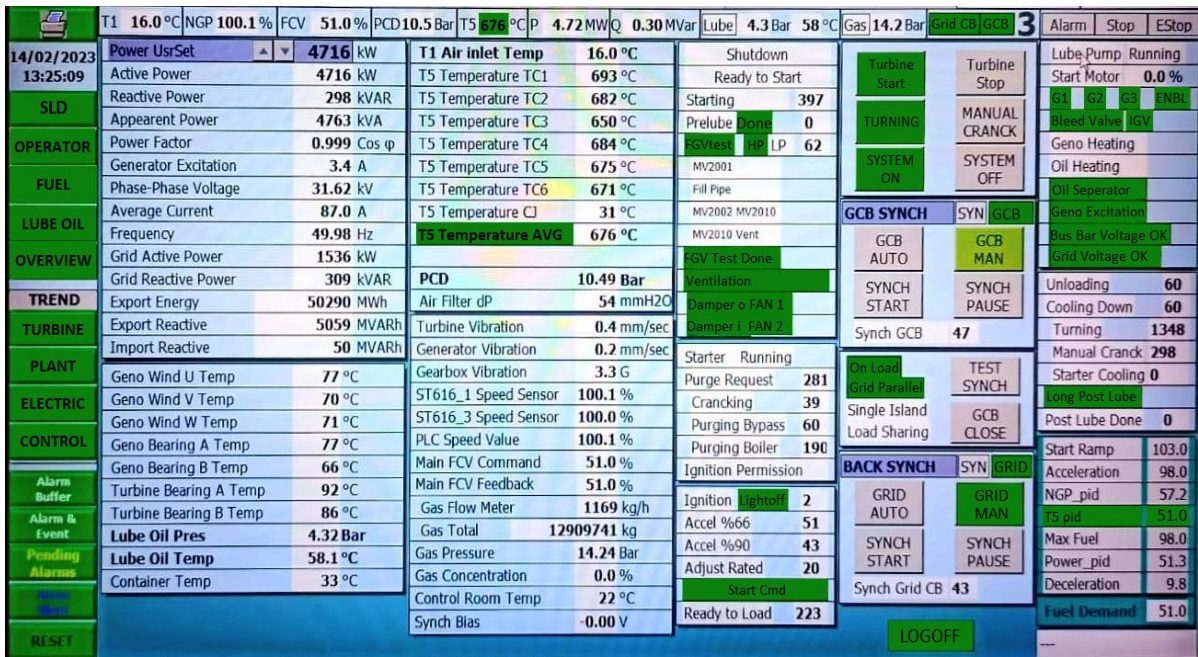 T1 16.0 °C NGP 100.1 % FCV 51.0 % PCD 10.5 Bar T5 676 °C P 4.72 MW Q 0.30 MVar Lube 4.3 Bar 58 °C Gas 14.2 Bar Grid CB GCB 3 Alarm Stop EStop
14/02/2023
13:25:09
SLD
OPERATOR
FUEL
LUBE OIL
OVERVIEW
TREND
TURBINE
PLANT
ELECTRIC
CONTROL
Alarm
Buffer
Alarm &
Event
Pending
Alarms
RESET
Power UsrSet 4716 kW
Active Power 4716 kW
Reactive Power 298 kVAR
Appearent Power 4763 kVA
Power Factor 0.999 Cos φ
Generator Excitation 3.4 A
Phase-Phase Voltage 31.62 kV
Average Current 87.0 A
Frequency 49.98 Hz
Grid Active Power 1536 kW
Grid Reactive Power 309 kVAR
Export Energy 50290 MWh
Export Reactive 5059 MVARh
Import Reactive 50 MVARh
Geno Wind U Temp 77 °C
Geno Wind V Temp 70 °C
Geno Wind W Temp 71 °C
Geno Bearing A Temp 77 °C
Geno Bearing B Temp 66 °C
Turbine Bearing A Temp 92 °C
Turbine Bearing B Temp 86 °C
Lube Oil Pres 4.32 Bar
Lube Oil Temp 58.1 °C
Container Temp 33 °C
T1 Air inlet Temp 16.0 °C
T5 Temperature TC1 693 °C
T5 Temperature TC2 682 °C
T5 Temperature TC3 650 °C
T5 Temperature TC4 684 °C
T5 Temperature TC5 675 °C
T5 Temperature TC6 671 °C
T5 Temperature CJ 31 °C
T5 Temperature AVG 676 °C
PCD 10.49 Bar
Air Filter dP 54 mmH2O
Turbine Vibration 0.4 mm/sec
Generator Vibration 0.2 mm/sec
Gearbox Vibration 3.3 G
ST616_1 Speed Sensor 100.1 %
ST616_3 Speed Sensor 100.0 %
PLC Speed Value 100.1 %
Main FCV Command 51.0 %
Main FCV Feedback 51.0 %
Gas Flow Meter 1169 kg/h
Gas Total 12909741 kg
Gas Pressure 14.24 Bar
Gas Concentration 0.0 %
Control Room Temp 22 °C
Synch Bias -0.00 V
Shutdown
Ready to Start
Starting 397
Prelube Done 0
FGVtest HP LP 62
MV2001
Fill Pipe
MV2002 MV2010
MV2010 Vent
FGV Test Done
Ventilation
Damper o FAN 1
Damper i FAN 2
Starter Running
Purge Request 281
Crancking 39
Purging Bypass 60
Purging Boiler 190
Ignition Permission
Ignition Lightoff 2
Accel %66 51
Accel %90 43
Adjust Rated 20
Start Cmd
Ready to Load 223
Turbine Start
Turbine Stop
TURNING
MANUAL CRANCK
SYSTEM ON
SYSTEM OFF
GCB SYNCH SYN GCB
GCB AUTO
GCB MAN
SYNCH START
SYNCH PAUSE
Synch GCB 47
On Load
Grid Parallel
Single Island
Load Sharing
TEST SYNCH
GCB CLOSE
BACK SYNCH SYN GRID
GRID AUTO
GRID MAN
SYNCH START
SYNCH PAUSE
Synch Grid CB 43
LOGOFF
Lube Pump Running
Start Motor 0.0 %
G1 G2 G3 ENBL
Bleed Valve IGV
Geno Heating
Oil Heating
Oil Seperator
Geno Excitation
Bus Bar Voltage OK
Grid Voltage OK
Unloading 60
Cooling Down 60
Turning 1348
Manual Cranck 298
Starter Cooling 0
Long Post Lube
Post Lube Done 0
Start Ramp 103.0
Acceleration 98.0
NGP_pid 57.2
T5 pid 51.0
Max Fuel 98.0
Power_pid 51.3
Deceleration 9.8
Fuel Demand 51.0
---